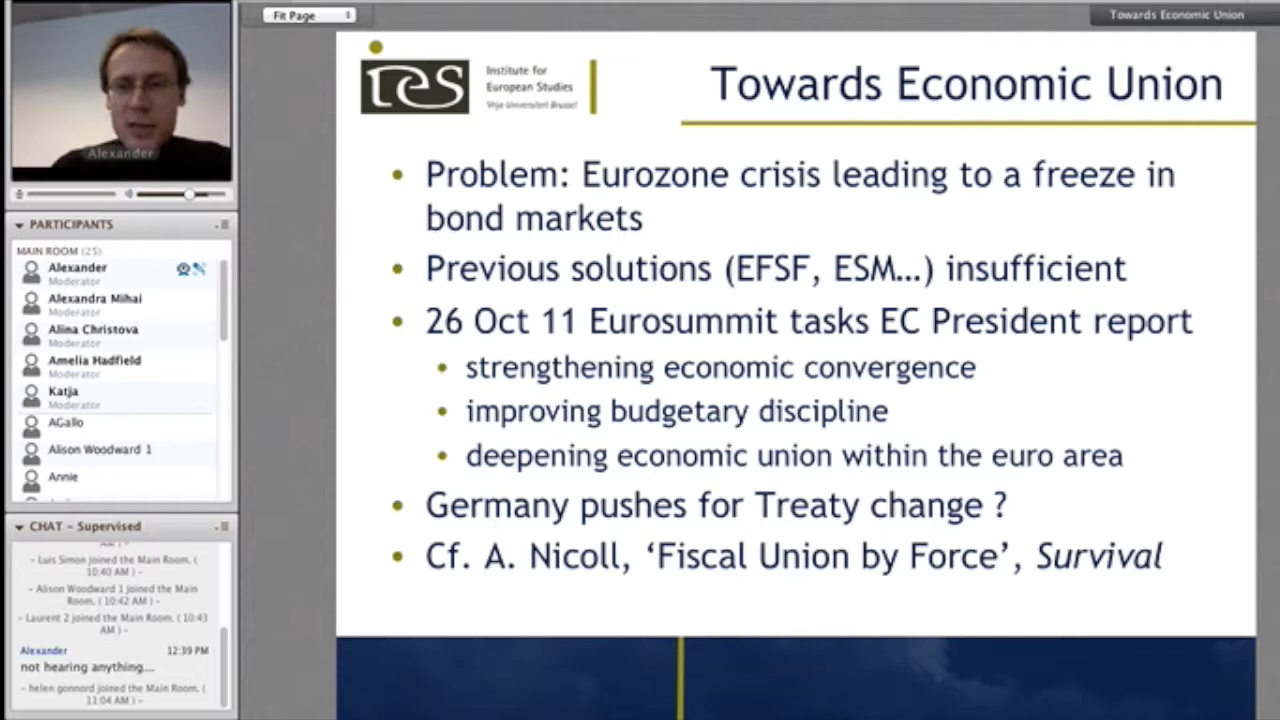 Fit Page
Towards Economic Union
Alexander
PARTICIPANTS
MAIN ROOM (25)
Alexander
Moderator
Alexandra Mihai
Moderator
Alina Christova
Moderator
Amelia Hadfield
Moderator
Katja
Moderator
AGallo
Alison Woodward 1
Annie
CHAT – Supervised
AM ) –
– Luis Simon joined the Main Room. (
10:40 AM ) –
– Alison Woodward 1 joined the Main
Room. ( 10:42 AM ) –
– Laurent 2 joined the Main Room. ( 10:43
AM ) –
Alexander 12:39 PM
not hearing anything...
– helen gonnord joined the Main Room. (
11:04 AM ) –
ies
Institute for
European Studies
Vrije Universiteit Brussel
Towards Economic Union
• Problem: Eurozone crisis leading to a freeze in
bond markets
• Previous solutions (EFSF, ESM…) insufficient
• 26 Oct 11 Eurosummit tasks EC President report
• strengthening economic convergence
• improving budgetary discipline
• deepening economic union within the euro area
• Germany pushes for Treaty change ?
• Cf. A. Nicoll, ‘Fiscal Union by Force’, Survival